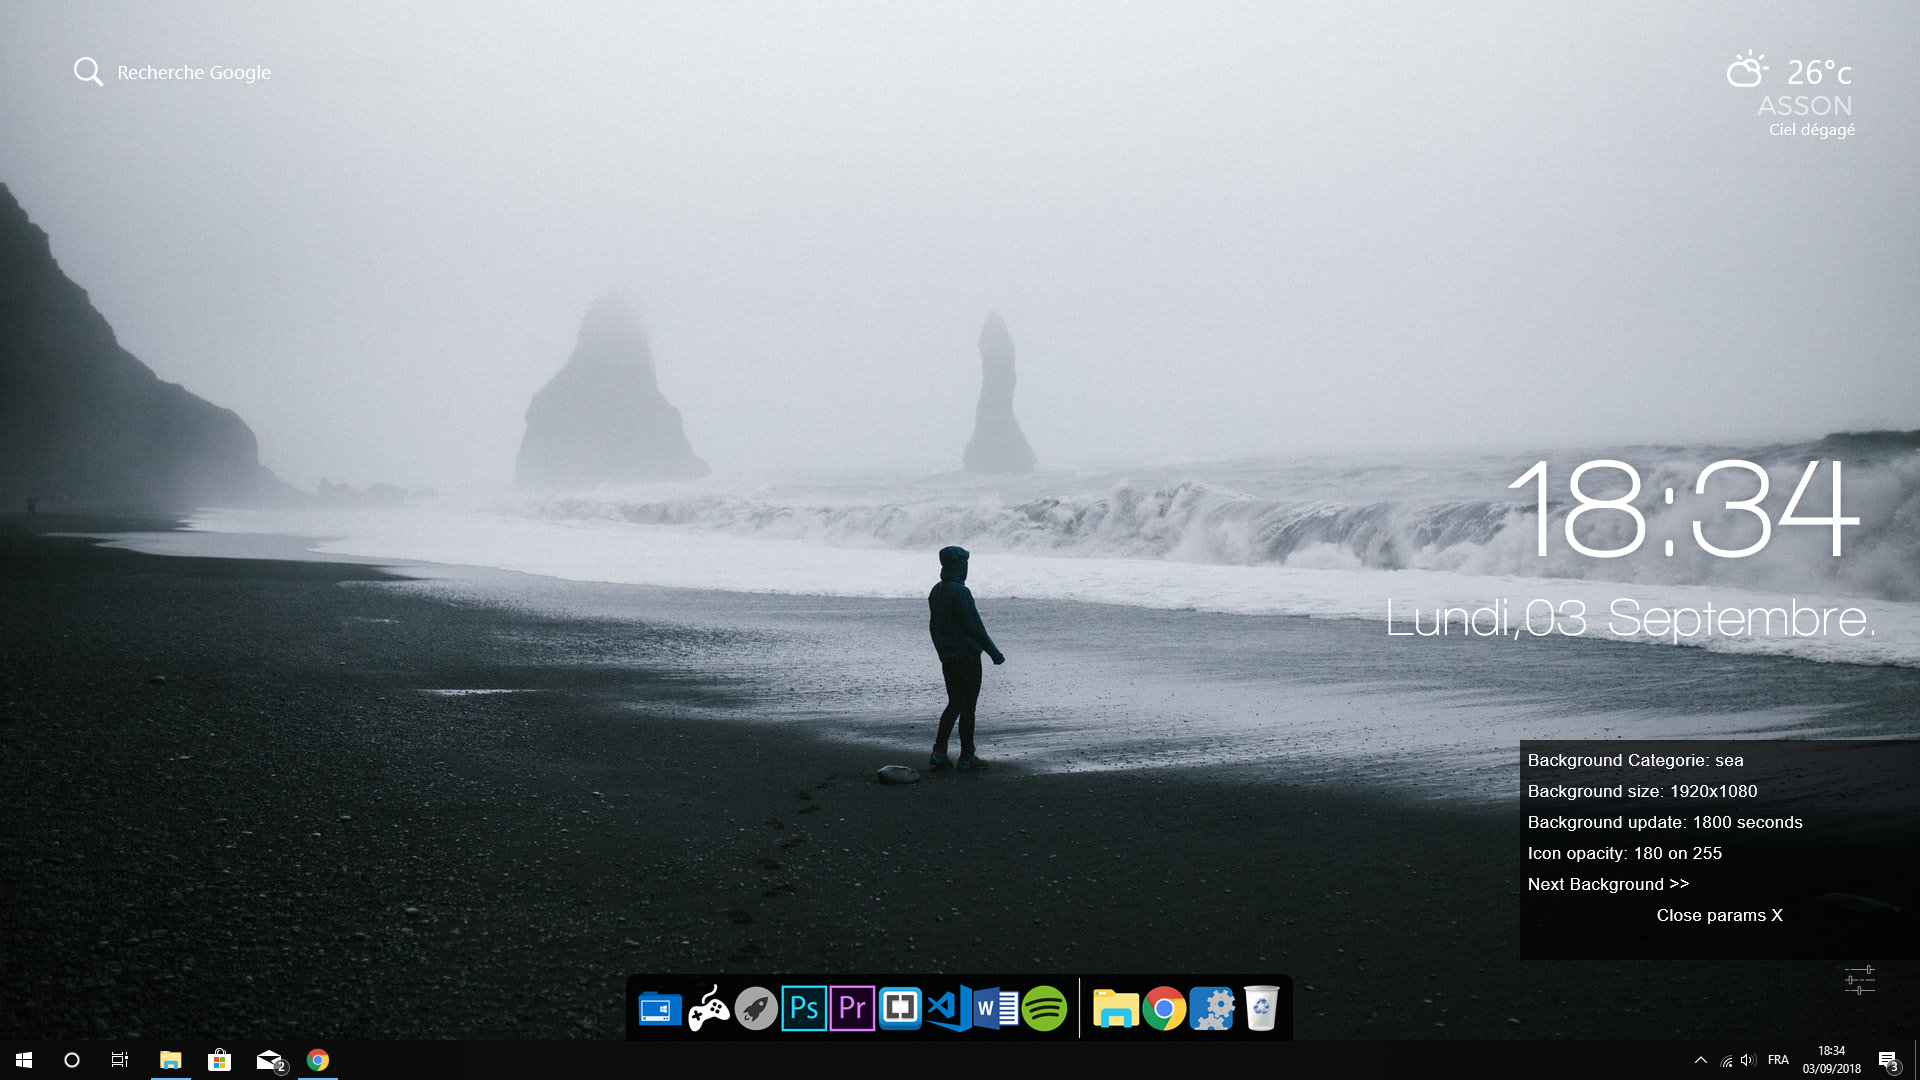 Recherche Google
26°c
ASSON
Ciel dégagé
18:34
Lundi,03 Septembre.
Background Categorie: sea
Background size: 1920x1080
Background update: 1800 seconds
Icon opacity: 180 on 255
Next Background >>
Close params X
Ps
Pr
W
2
FRA
18:34
03/09/2018
3